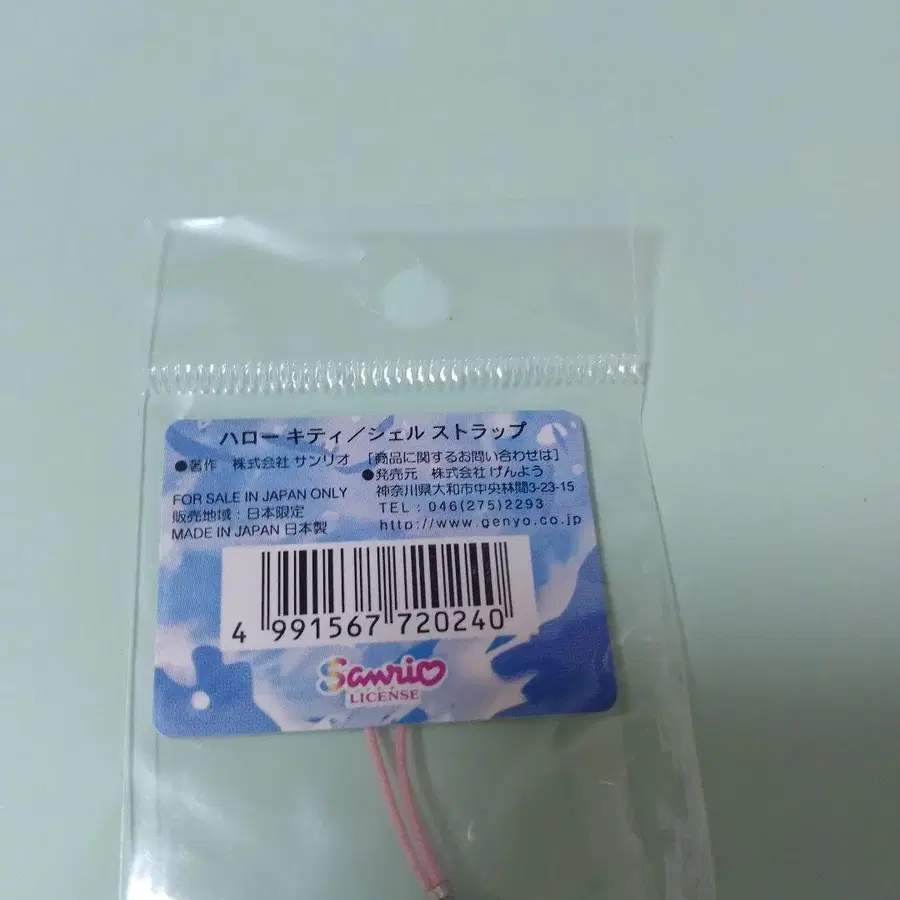 ハロー キティ／シェル ストラップ
●著作 株式会社 サンリオ
[商品に関するお問い合わせは]
●発売元 株式会社 げんよう
神奈川県大和市中央林間3-23-15
TEL：046(275)2293
http://www.genyo.co.jp
FOR SALE IN JAPAN ONLY
販売地域：日本限定
MADE IN JAPAN 日本製
4 991567 720240
Sanrio
LICENSE